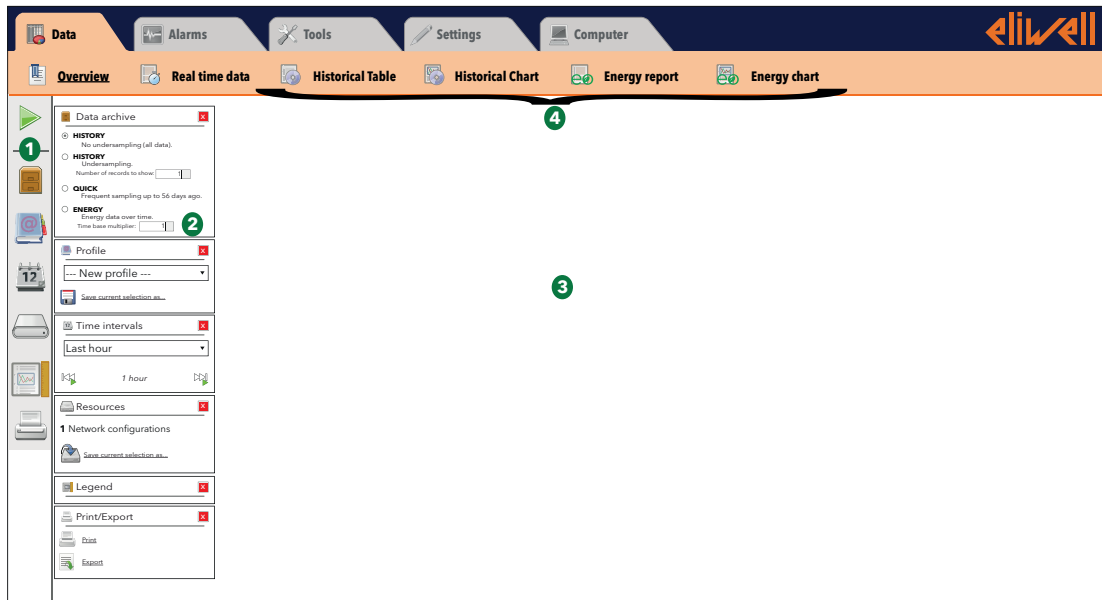 Data
Alarms
Tools
Settings
Computer
eliwell
Overview
Real time data
Historical Table
Historical Chart
Energy report
Energy chart
4
1
@
12
Data archive x
HISTORY
No undersampling (all data).
HISTORY
Undersampling.
Number of records to show: 1
QUICK
Frequent sampling up to 56 days ago.
ENERGY
Energy data over time.
Time base multiplier: 1
2
Profile x
--- New profile ---
Save current selection as...
3
12 Time intervals x
Last hour
1 hour
Resources x
1 Network configurations
Save current selection as...
Legend x
Print/Export x
Print
Export